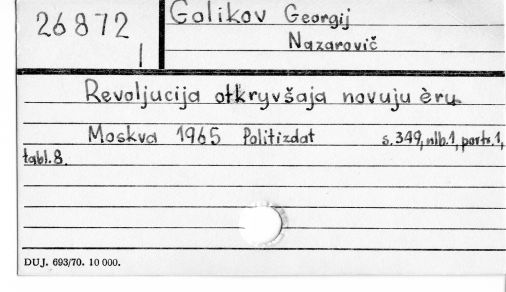 26872
1
Golikov Georgij
Nazarovič
Revoljucija otkryvšaja novuju èru
Moskva 1965 Politizdat s.349, nlb.1, portr.1,
tabl.8.
DUJ. 693/70. 10 000.